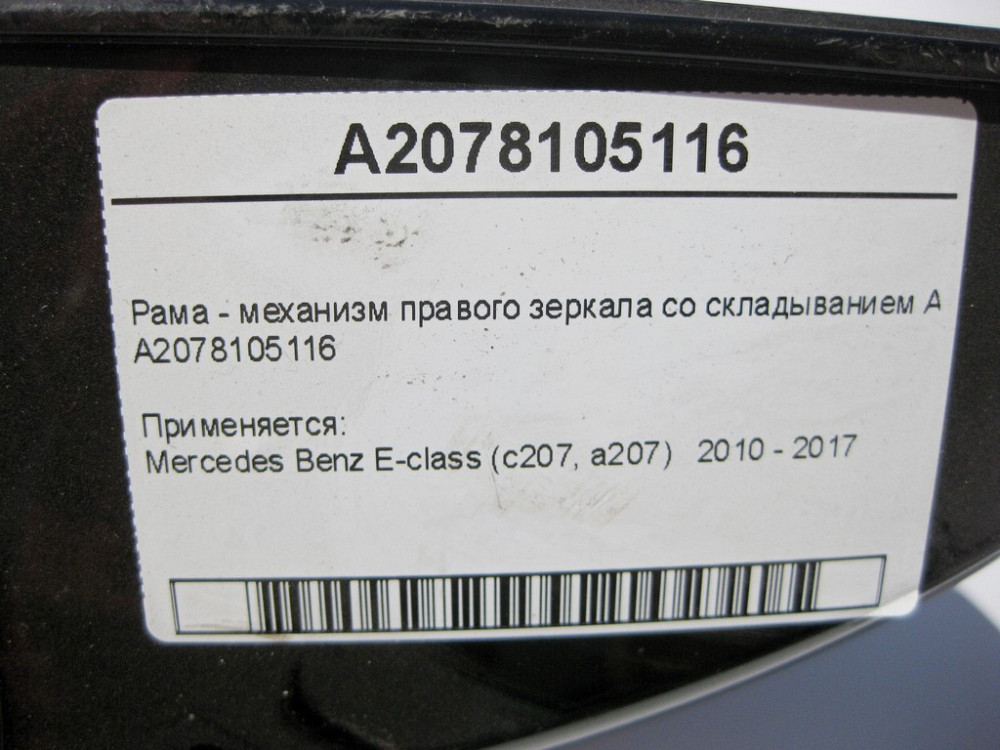 A2078105116
Рама - механизм правого зеркала со складыванием А
A2078105116
Применяется:
Mercedes Benz E-class (c207, a207) 2010 - 2017